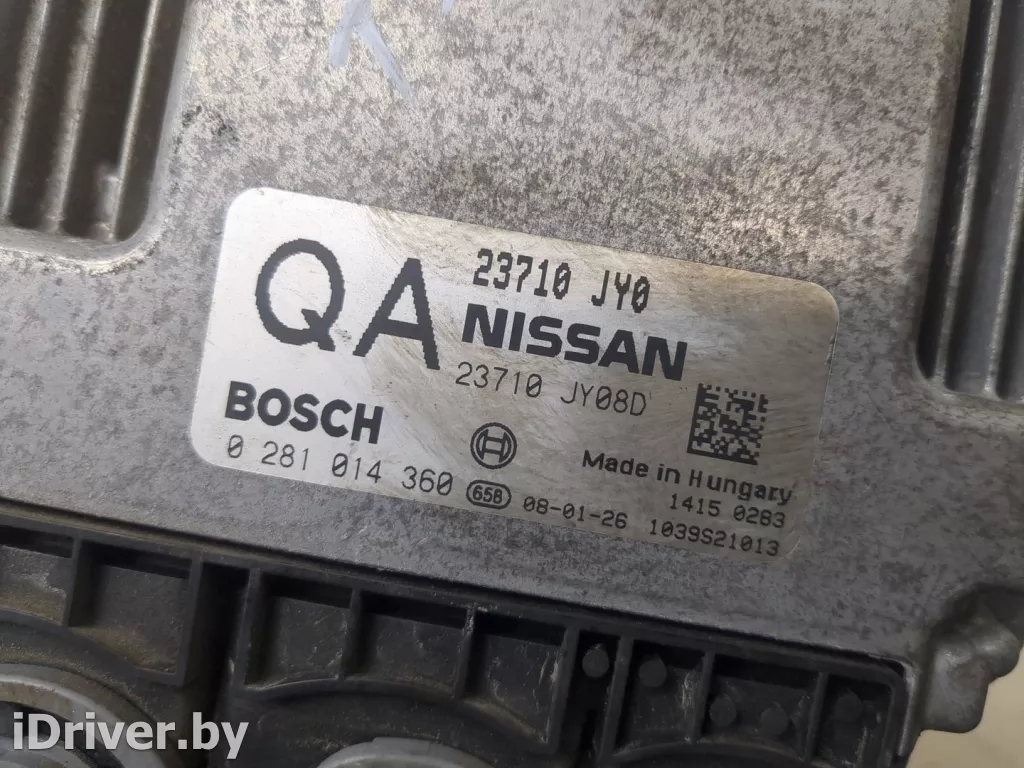 QA
23710 JY0
NISSAN
23710 JY08D
BOSCH
0 281 014 360
658
08-01-26
Made in Hungary
1415 0283
1039S21013
iDriver.by